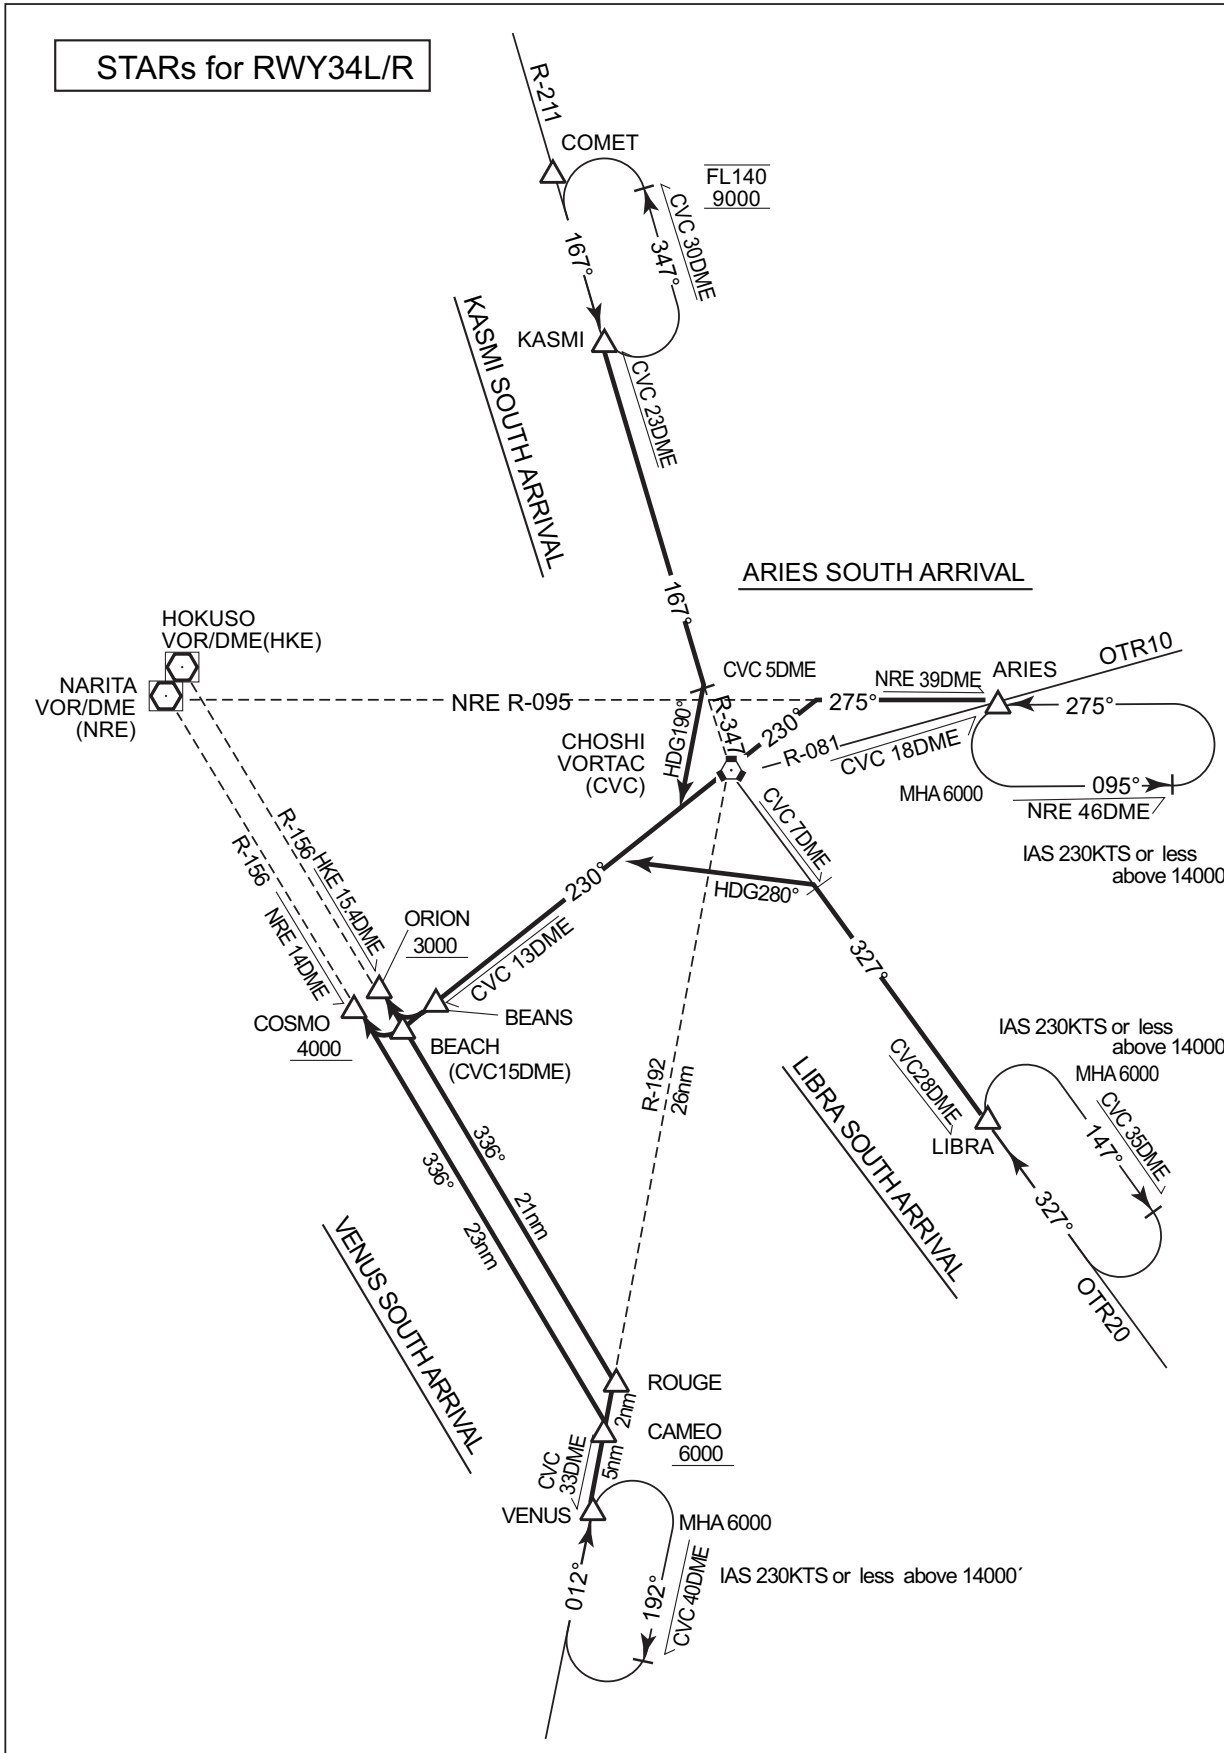 STARs for RWY34L/R
R-211
COMET
FL140
9000
CVC 30DME
167°
347°
KASMI
CVC 23DME
KASMI SOUTH ARRIVAL
167°
ARIES SOUTH ARRIVAL
HOKUSO
VOR/DME(HKE)
NARITA
VOR/DME
(NRE)
NRE R-095
CVC 5DME
R-347
HDG190°
CHOSHI
VORTAC
(CVC)
230°
275°
NRE 39DME
ARIES
OTR10
275°
R-081
CVC 18DME
MHA 6000
095°
NRE 46DME
IAS 230KTS or less
above 14000
CVC 7DME
HDG280°
230°
R-156
R-156
HKE 15.4DME
NRE 14DME
ORION
3000
CVC 13DME
BEANS
COSMO
4000
BEACH
(CVC15DME)
327°
IAS 230KTS or less
above 14000
MHA 6000
CVC28DME
CVC 35DME
147°
LIBRA
327°
OTR20
LIBRA SOUTH ARRIVAL
R-192
26nm
336°
21nm
336°
23nm
VENUS SOUTH ARRIVAL
ROUGE
2nm
CAMEO
6000
CVC
33DME
5nm
VENUS
MHA 6000
IAS 230KTS or less above 14000´
012°
192°
CVC 40DME